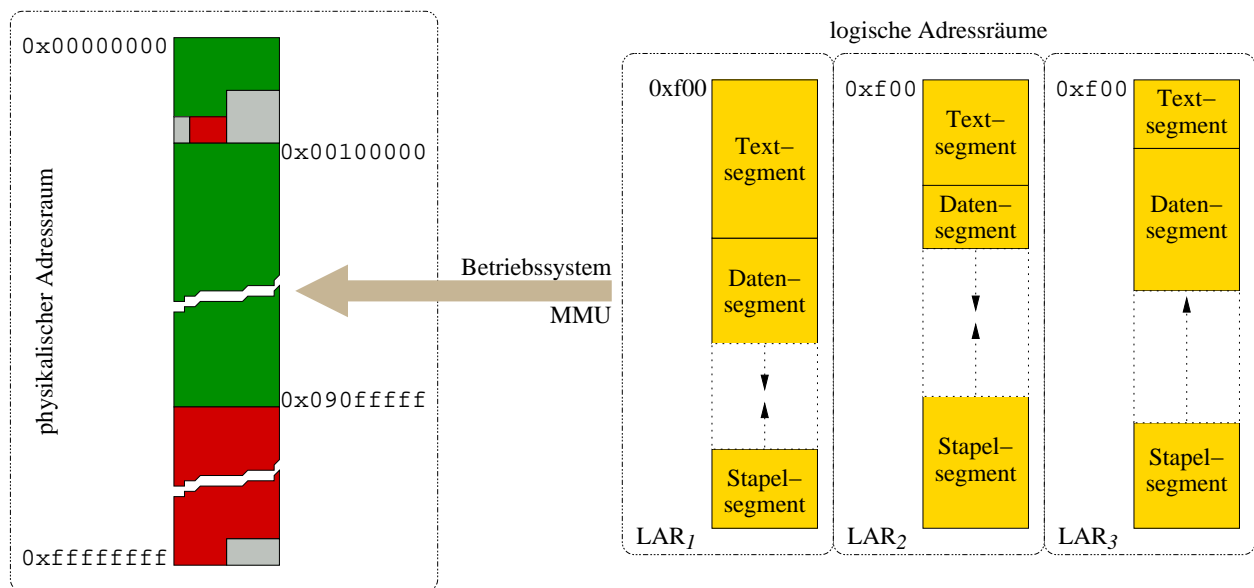 physikalischer Adressraum
0x00000000
0x00100000
0x090fffff
0xffffffff
Betriebssystem
MMU
logische Adressräume
0xf00
Text–
segment
Daten–
segment
Stapel–
segment
LAR1
0xf00
Text–
segment
Daten–
segment
Stapel–
segment
LAR2
0xf00
Text–
segment
Daten–
segment
Stapel–
segment
LAR3